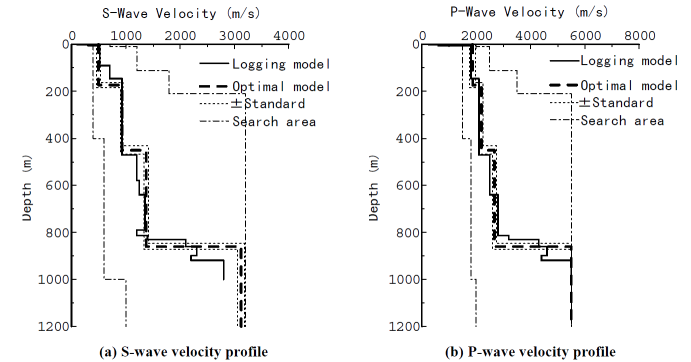 S-Wave Velocity (m/s)
0 1000 2000 3000 4000
0
200
400
600
800
1000
1200
Depth (m)
Logging model
Optimal model
±Standard
Search area
(a) S-wave velocity profile
P-Wave Velocity (m/s)
0 2000 4000 6000 8000
0
200
400
600
800
1000
1200
Depth (m)
Logging model
Optimal model
±Standard
Search area
(b) P-wave velocity profile